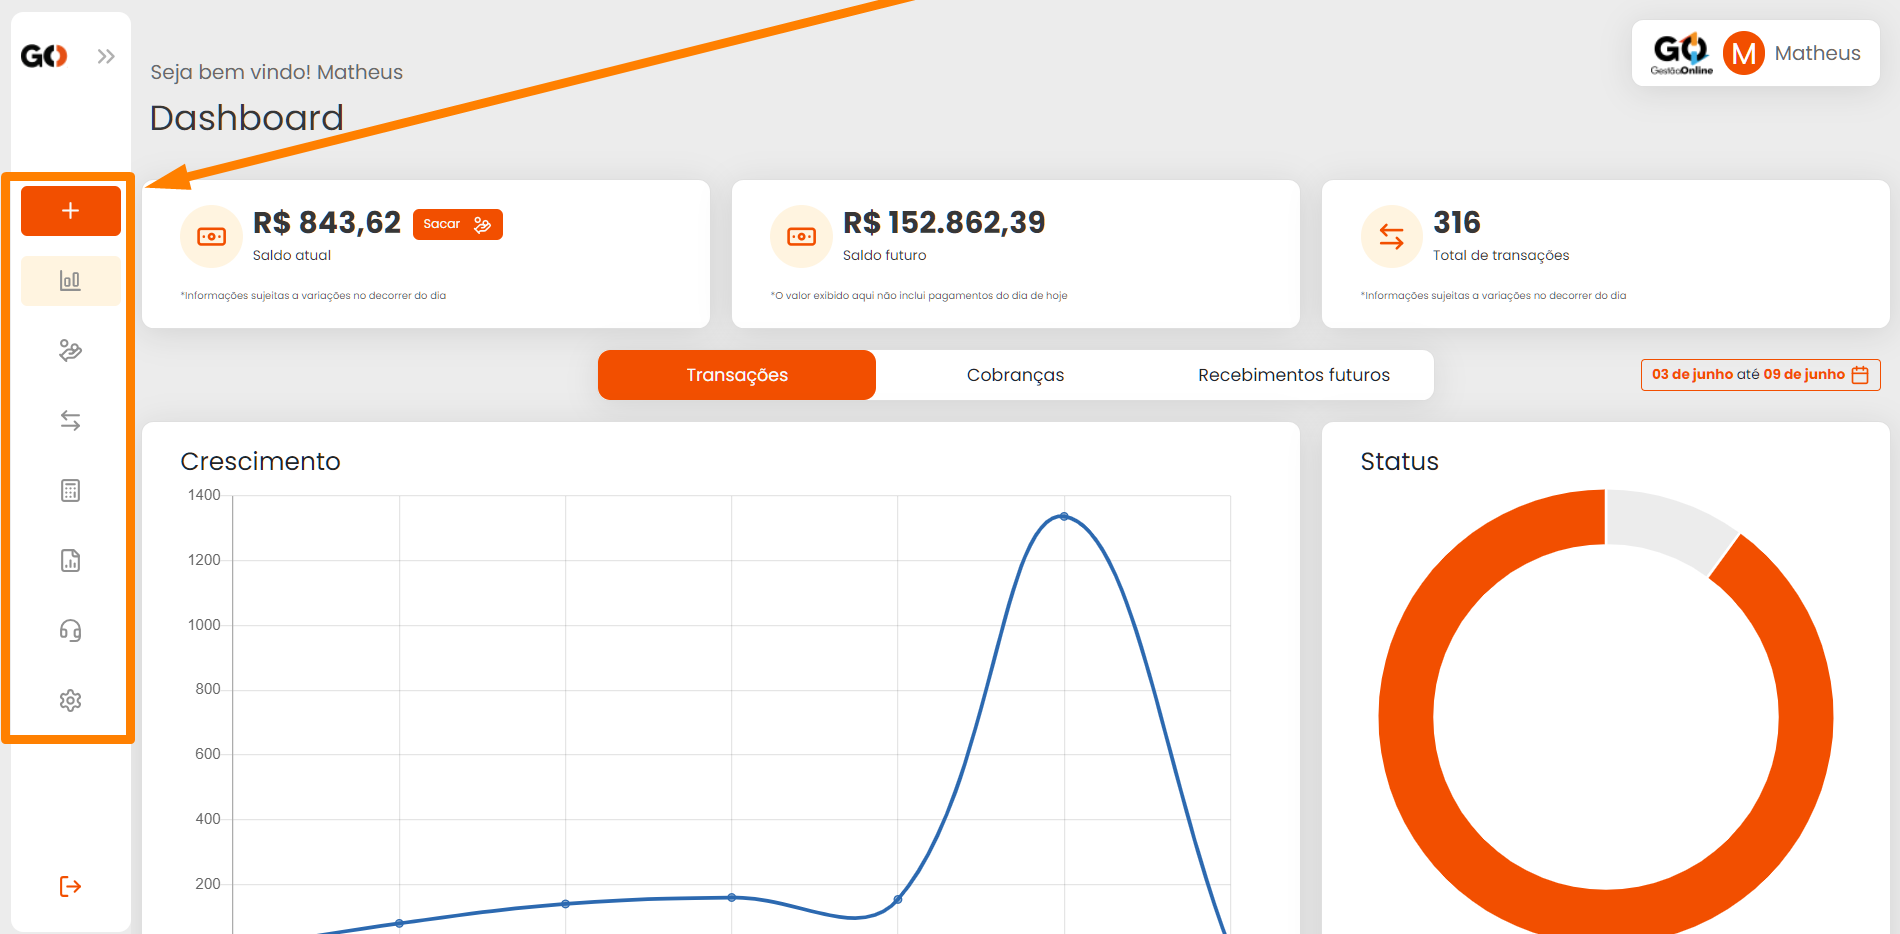 GO
Seja bem vindo! Matheus
Dashboard
GO
GestãoOnline
M
Matheus
R$ 843,62
Sacar
Saldo atual
*Informações sujeitas a variações no decorrer do dia
R$ 152.862,39
Saldo futuro
*O valor exibido aqui não inclui pagamentos do dia de hoje
316
Total de transações
*Informações sujeitas a variações no decorrer do dia
Transações
Cobranças
Recebimentos futuros
03 de junho até 09 de junho
Crescimento
1400
1200
1000
800
600
400
200
Status